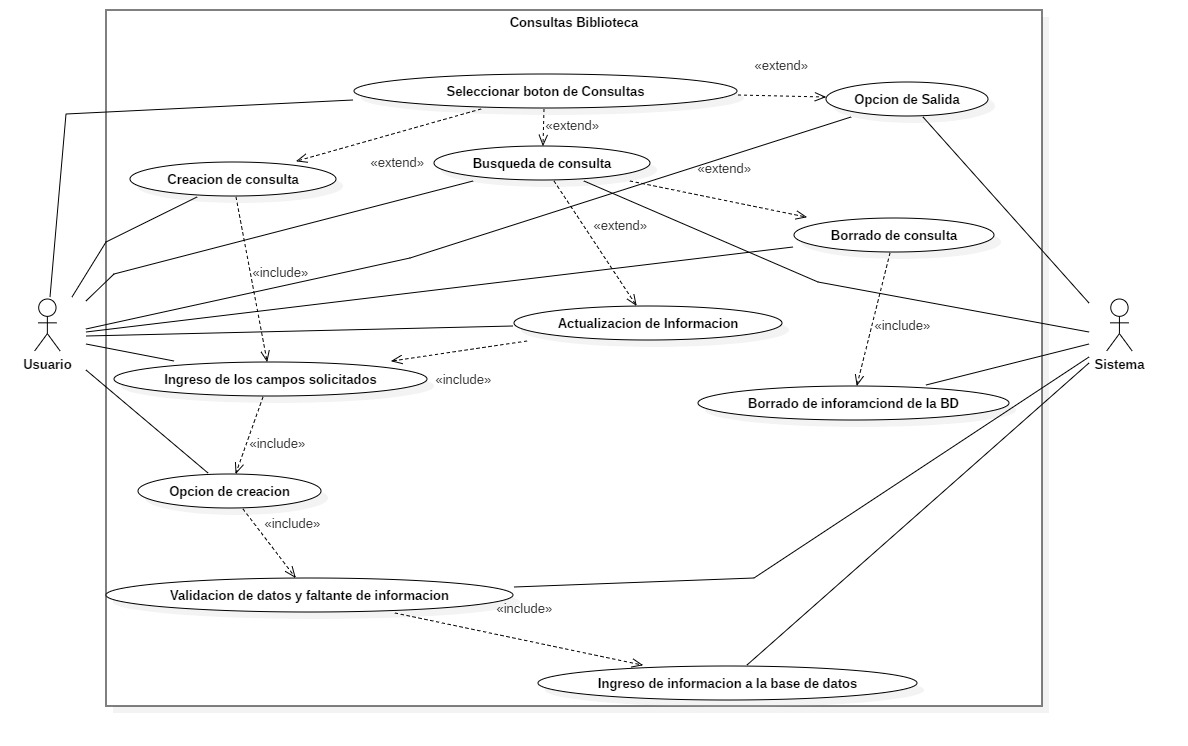 Consultas Biblioteca
«extend»
Seleccionar boton de Consultas
Opcion de Salida
«extend»
«extend»
Busqueda de consulta
«extend»
Creacion de consulta
«extend»
Borrado de consulta
«include»
Actualizacion de Informacion
«include»
Usuario
Sistema
Ingreso de los campos solicitados
«include»
Borrado de inforamciond de la BD
«include»
Opcion de creacion
«include»
Validacion de datos y faltante de informacion
«include»
Ingreso de informacion a la base de datos